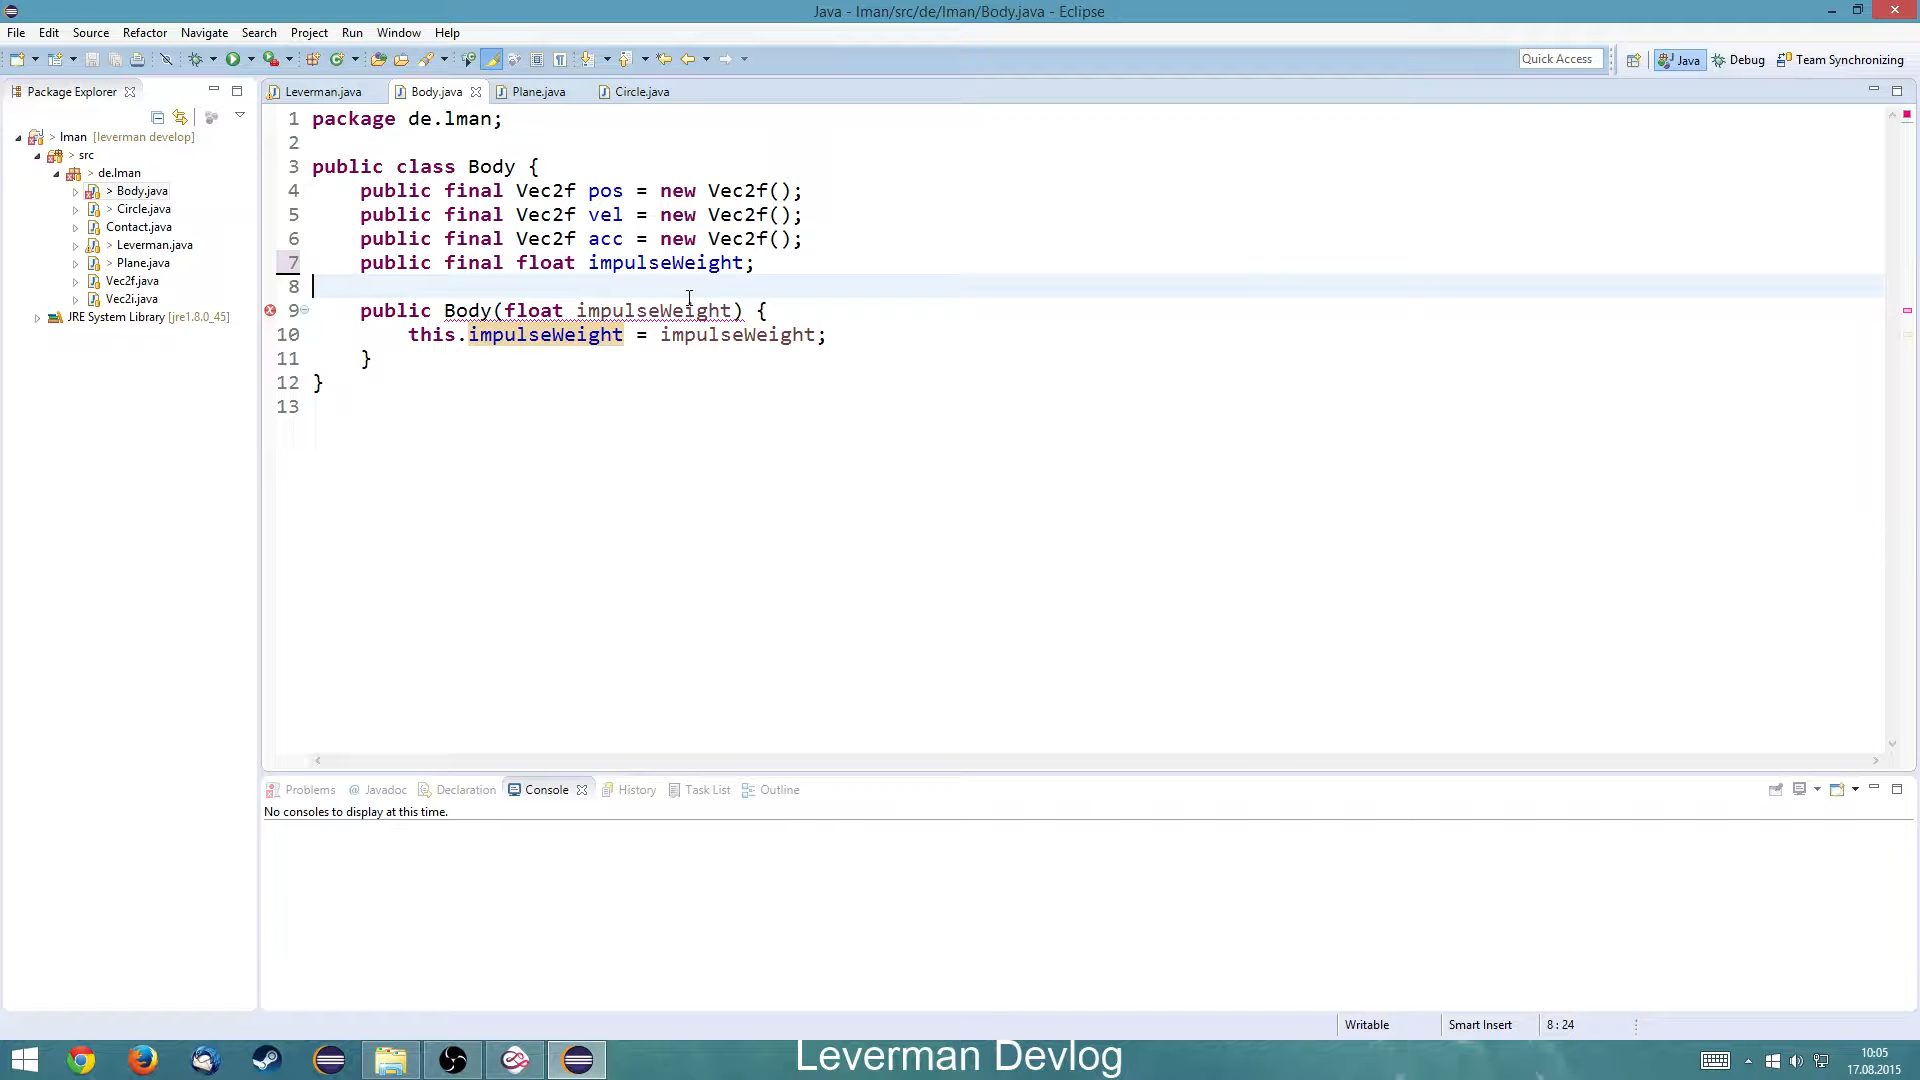 Java - lman/src/de/lman/Body.java - Eclipse
File Edit Source Refactor Navigate Search Project Run Window Help
Quick Access Java Debug Team Synchronizing
Package Explorer
> lman [leverman develop]
> src
> de.lman
> Body.java
> Circle.java
Contact.java
> Leverman.java
> Plane.java
Vec2f.java
Vec2i.java
JRE System Library [jre1.8.0_45]
Leverman.java Body.java Plane.java Circle.java
1 package de.lman;
2
3 public class Body {
4 public final Vec2f pos = new Vec2f();
5 public final Vec2f vel = new Vec2f();
6 public final Vec2f acc = new Vec2f();
7 public final float impulseWeight;
8
9 public Body(float impulseWeight) {
10 this.impulseWeight = impulseWeight;
11 }
12 }
13
Problems @ Javadoc Declaration Console History Task List Outline
No consoles to display at this time.
Writable Smart Insert 8 : 24
Leverman Devlog
10:05
17.08.2015